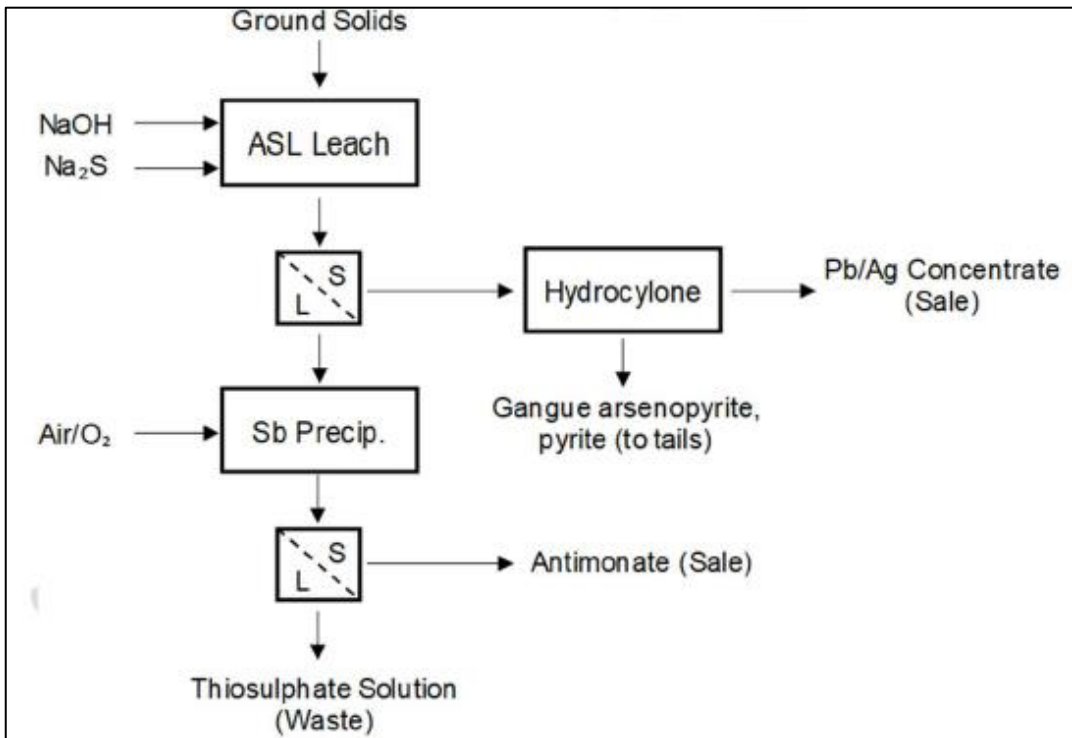 Ground Solids
NaOH
Na₂S
ASL Leach
S
L
Hydrocylone
Pb/Ag Concentrate
(Sale)
Gangue arsenopyrite,
pyrite (to tails)
Air/O₂
Sb Precip.
S
L
Antimonate (Sale)
Thiosulphate Solution
(Waste)